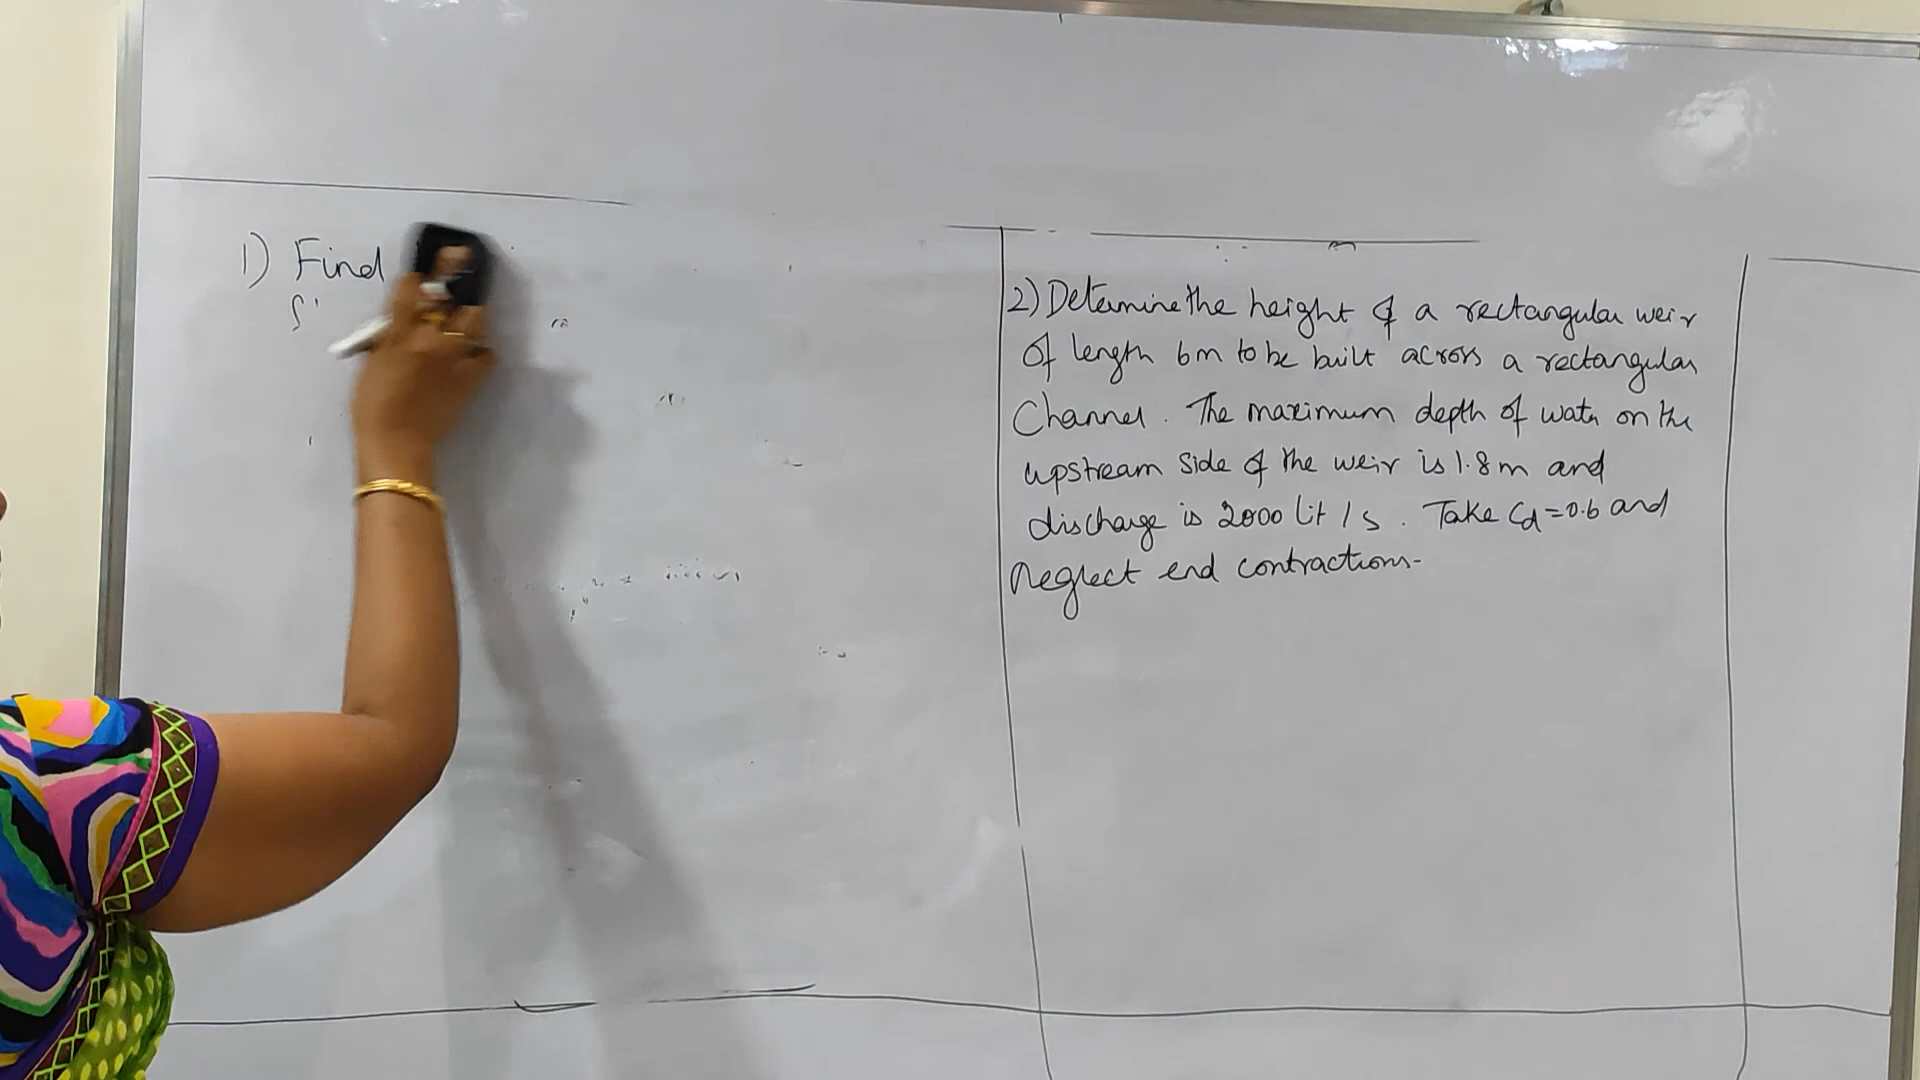 1) Find
2) Determine the height of a rectangular weir
of length 6m to be built across a rectangular
Channel. The maximum depth of water on the
upstream side of the weir is 1.8m and
discharge is 2000 lit/s. Take Cd=0.6 and
neglect end contractions.